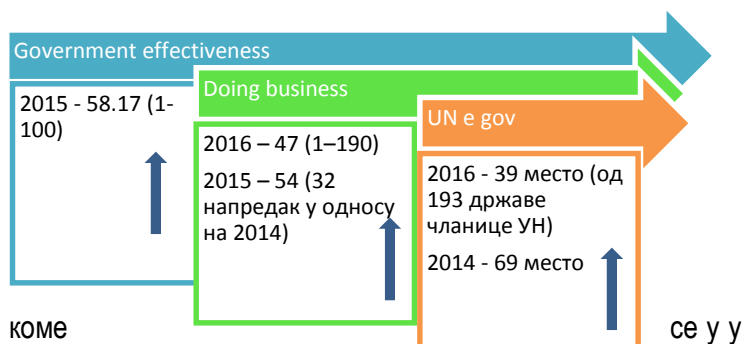 Government effectiveness
2015 - 58.17 (1-
100)
Doing business
2016 – 47 (1–190)
2015 – 54 (32
напредак у односу
на 2014)
UN e gov
2016 - 39 место (од
193 државе
чланице УН)
2014 - 69 место
коме
се у у